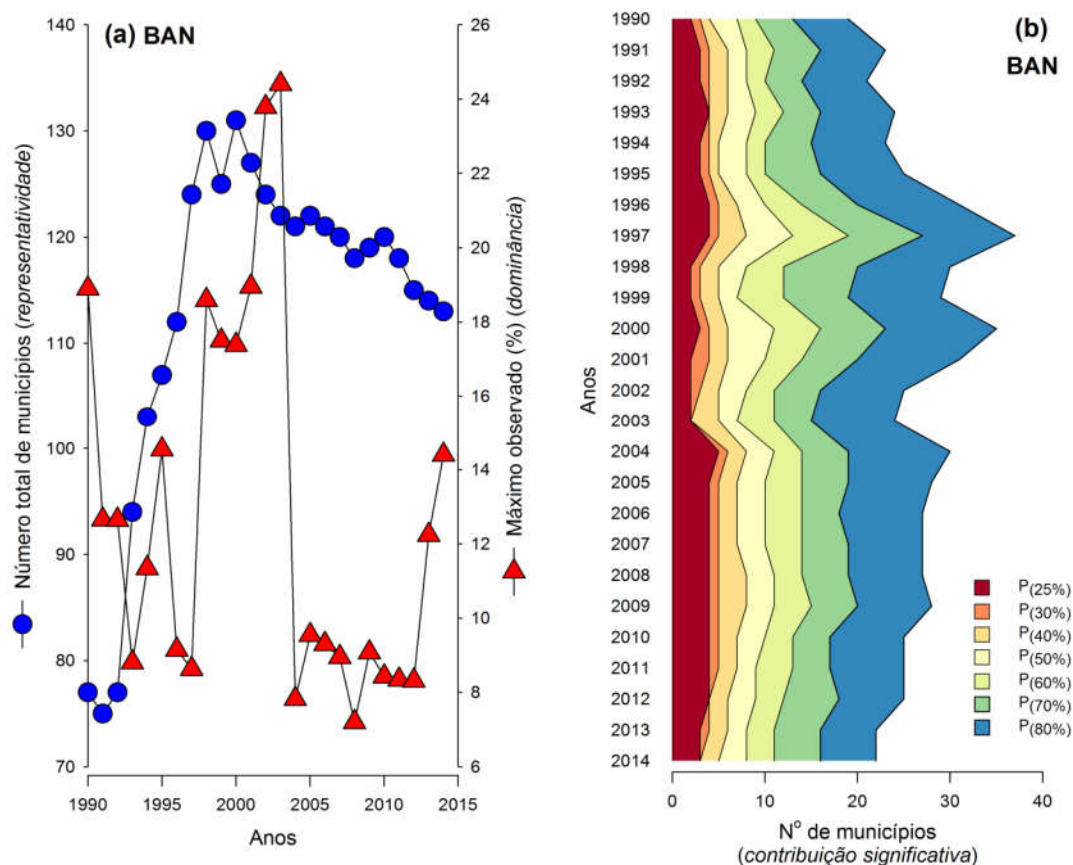 (a) BAN
140
130
120
110
100
90
80
70
Número total de municípios (representatividade)
26
24
22
20
18
16
14
12
10
8
6
Máximo observado (%) (dominância)
1990 1995 2000 2005 2010 2015
Anos
(b)
BAN
1990
1991
1992
1993
1994
1995
1996
1997
1998
1999
2000
2001
2002
2003
2004
2005
2006
2007
2008
2009
2010
2011
2012
2013
2014
Anos
P(25%)
P(30%)
P(40%)
P(50%)
P(60%)
P(70%)
P(80%)
0 10 20 30 40
Nº de municípios
(contribuição significativa)